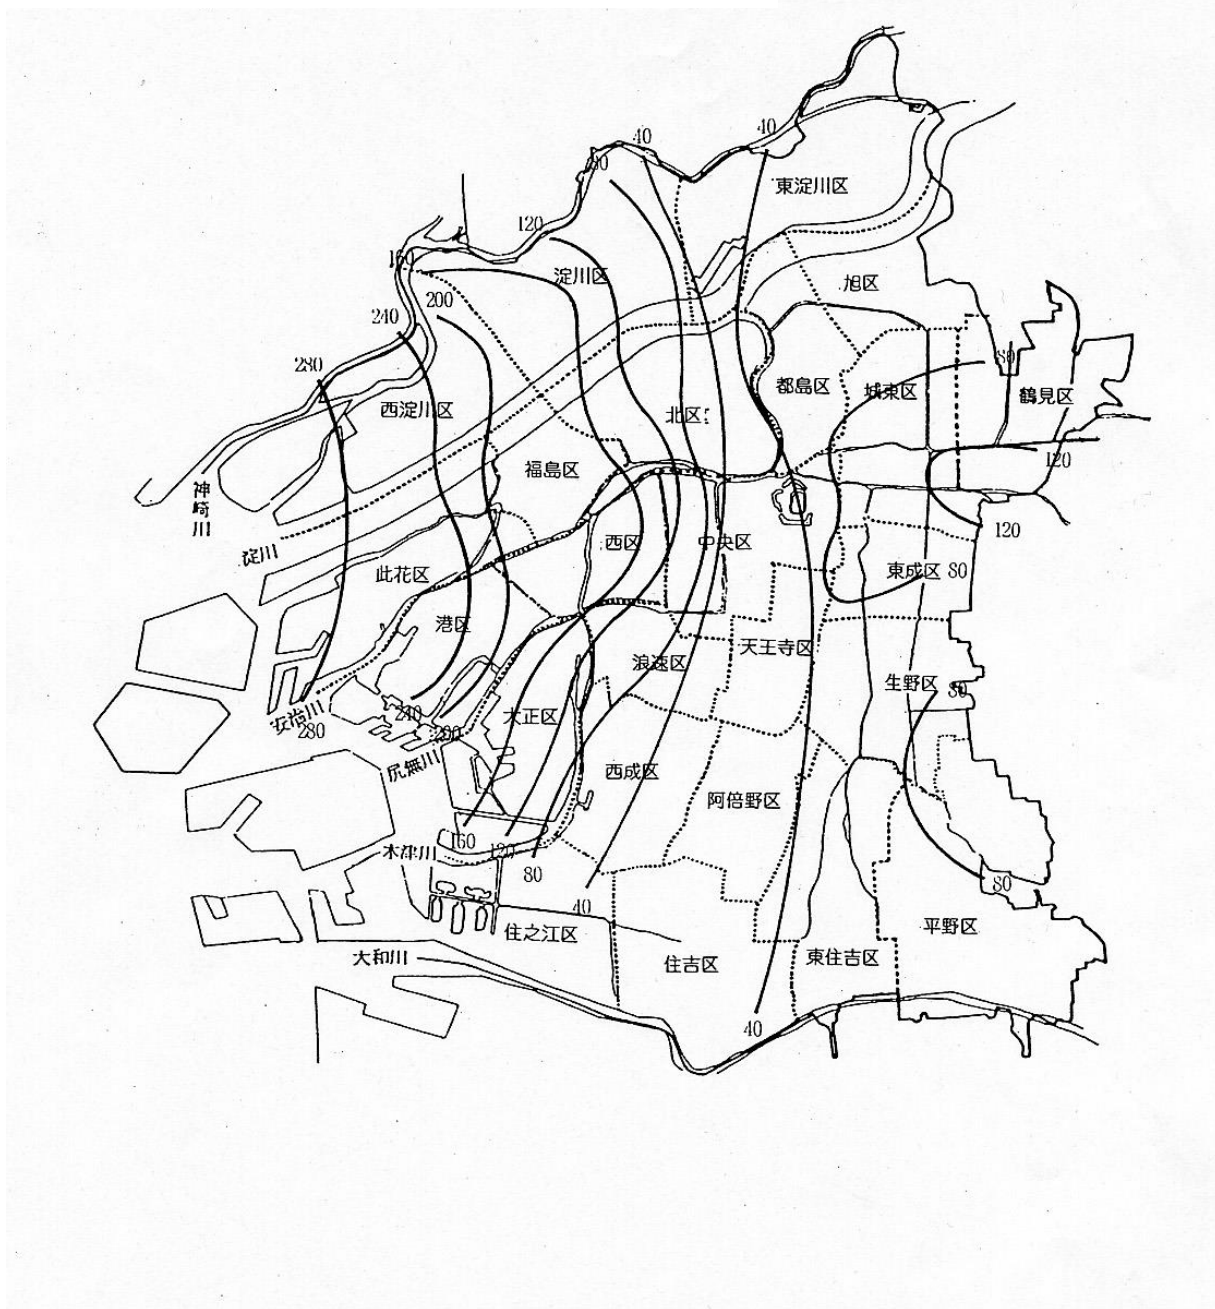 40
40
80
東淀川区
120
160
淀川区
旭区
200
240
280
80
西淀川区
都島区
城東区
鶴見区
北区
120
福島区
神崎川
120
淀川
西区
中央区
此花区
東成区
80
港区
天王寺区
浪速区
生野区
80
安治川
240
大正区
280
200
尻無川
西成区
阿倍野区
木津川
160
120
80
80
40
住之江区
平野区
大和川
住吉区
東住吉区
40